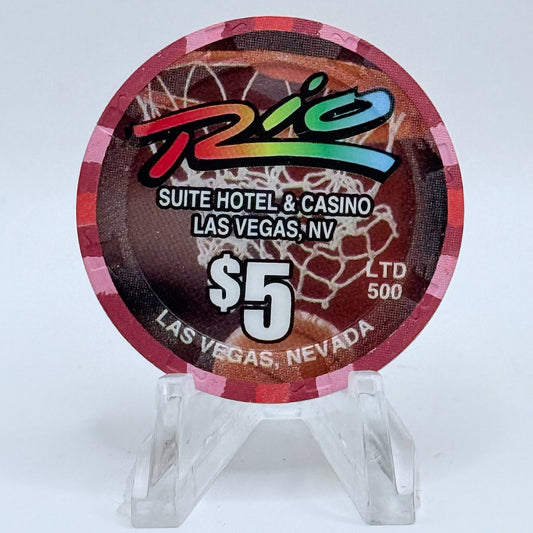 Rio
SUITE HOTEL & CASINO
LAS VEGAS, NV
$5
LTD
500
LAS VEGAS, NEVADA